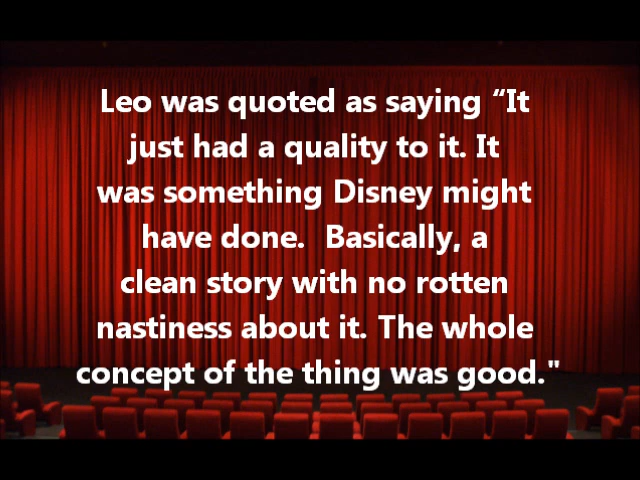 Leo was quoted as saying “It
just had a quality to it. It
was something Disney might
have done.  Basically, a
clean story with no rotten
nastiness about it. The whole
concept of the thing was good."